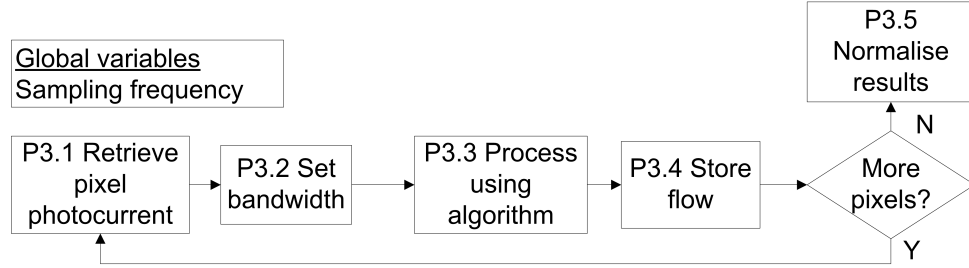 Global variables
Sampling frequency
P3.1 Retrieve
pixel
photocurrent
P3.2 Set
bandwidth
P3.3 Process
using
algorithm
P3.4 Store
flow
More
pixels?
N
Y
P3.5
Normalise
results